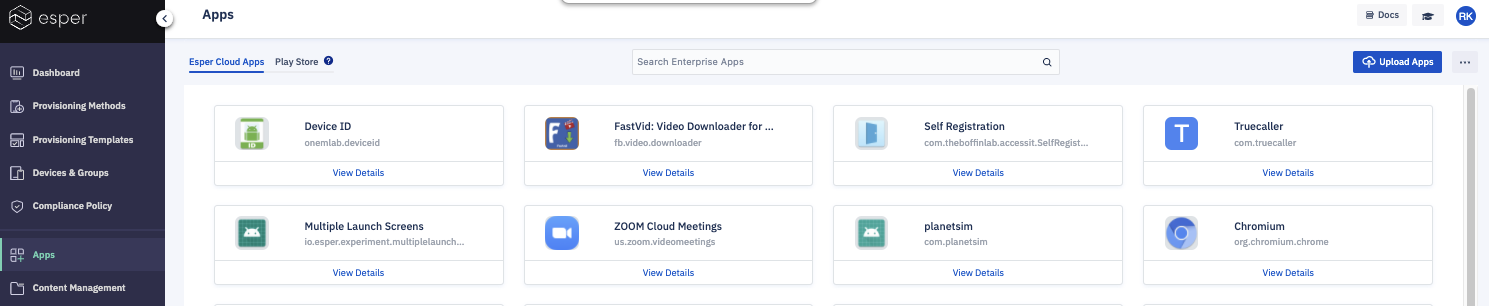 esper
Apps
Docs
RK
Dashboard
Provisioning Methods
Provisioning Templates
Devices & Groups
Compliance Policy
Apps
Content Management
Esper Cloud Apps
Play Store ?
Search Enterprise Apps
Upload Apps
...
Device ID
onemlab.deviceid
View Details
FastVid: Video Downloader for ...
fb.video.downloader
View Details
Self Registration
com.theboffinlab.accessit.SelfRegist...
View Details
T
Truecaller
com.truecaller
View Details
Multiple Launch Screens
io.esper.experiment.multiplelaunch...
View Details
ZOOM Cloud Meetings
us.zoom.videomeetings
View Details
planetsim
com.planetsim
View Details
Chromium
org.chromium.chrome
View Details